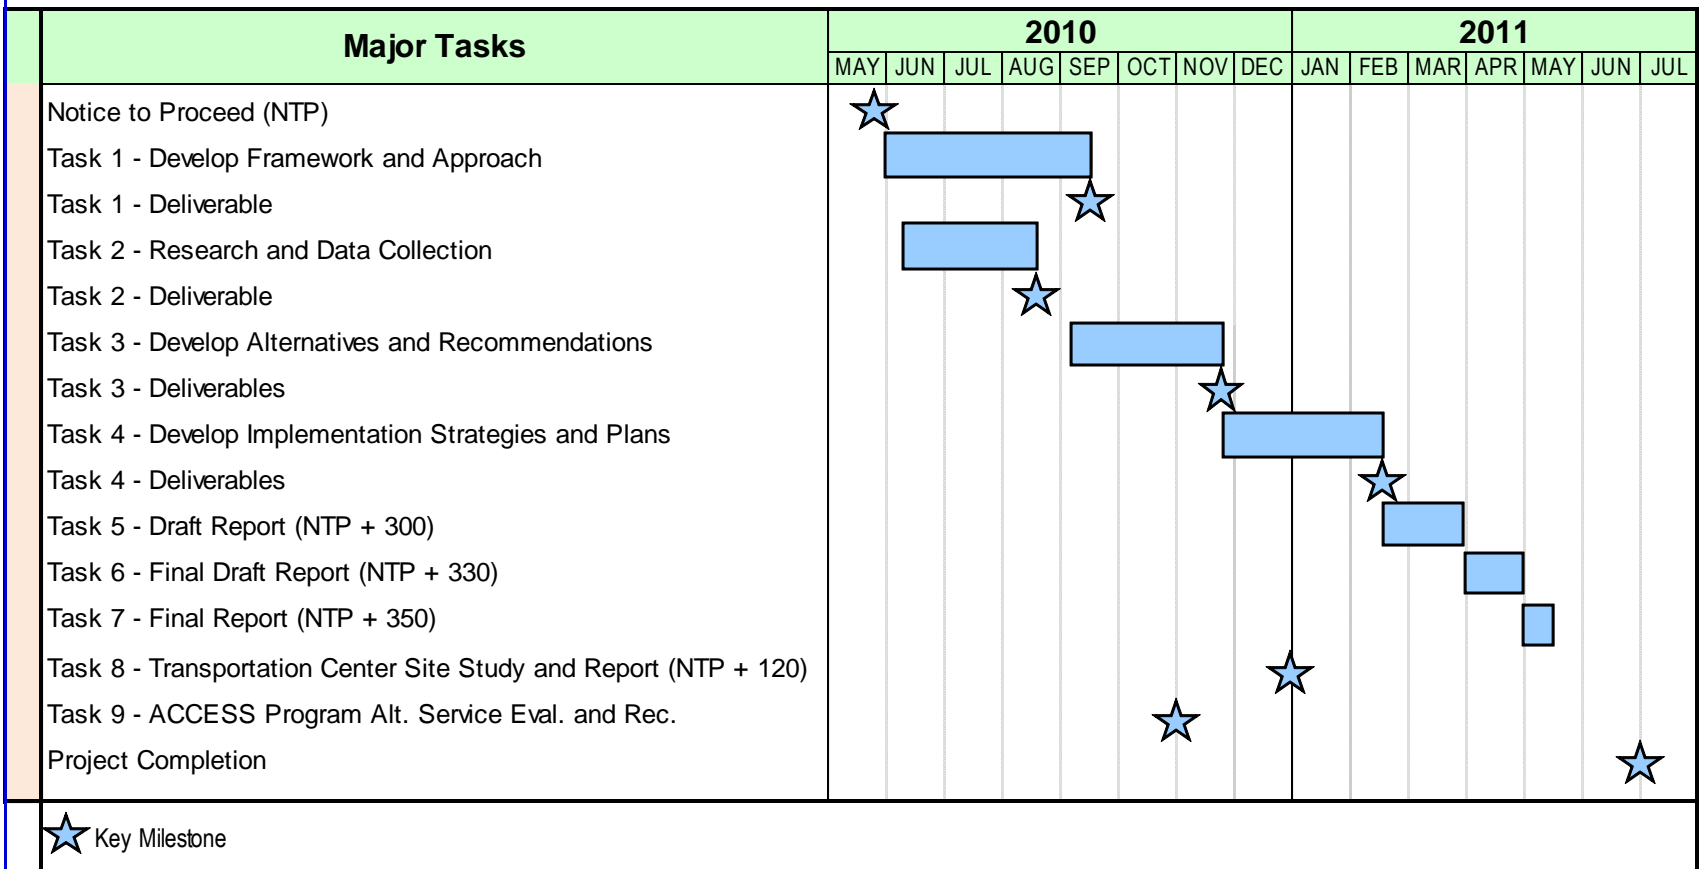 Major Tasks
2010 2011
MAY JUN JUL AUG SEP OCT NOV DEC JAN FEB MAR APR MAY JUN JUL
Notice to Proceed (NTP)
Task 1 - Develop Framework and Approach
Task 1 - Deliverable
Task 2 - Research and Data Collection
Task 2 - Deliverable
Task 3 - Develop Alternatives and Recommendations
Task 3 - Deliverables
Task 4 - Develop Implementation Strategies and Plans
Task 4 - Deliverables
Task 5 - Draft Report (NTP + 300)
Task 6 - Final Draft Report (NTP + 330)
Task 7 - Final Report (NTP + 350)
Task 8 - Transportation Center Site Study and Report (NTP + 120)
Task 9 - ACCESS Program Alt. Service Eval. and Rec.
Project Completion
Key Milestone